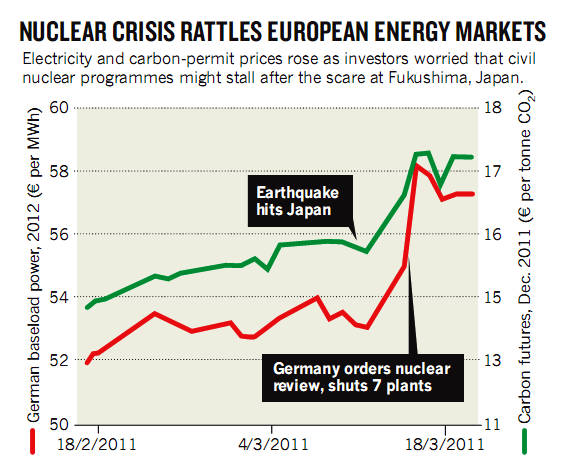 NUCLEAR CRISIS RATTLES EUROPEAN ENERGY MARKETS
Electricity and carbon-permit prices rose as investors worried that civil
nuclear programmes might stall after the scare at Fukushima, Japan.
German baseload power, 2012 (€ per MWh)
60
58
56
54
52
50
Earthquake
hits Japan
Germany orders nuclear
review, shuts 7 plants
18
17
16
15
13
11
Carbon futures, Dec. 2011 (€ per tonne CO₂)
18/2/2011
4/3/2011
18/3/2011